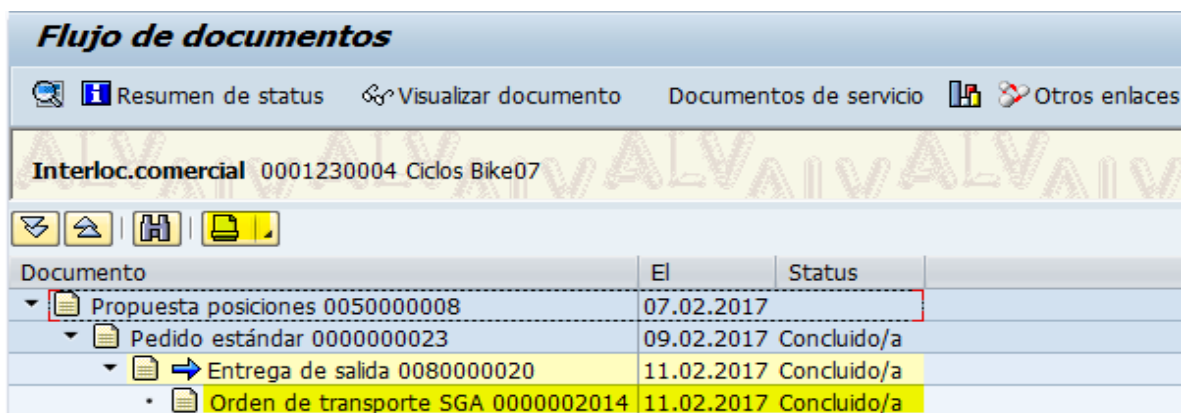 Flujo de documentos
Resumen de status Visualizar documento Documentos de servicio Otros enlaces
Interloc.comercial 0001230004 Ciclos Bike07
Documento El Status
Propuesta posiciones 0050000008 07.02.2017
Pedido estándar 0000000023 09.02.2017 Concluido/a
Entrega de salida 0080000020 11.02.2017 Concluido/a
Orden de transporte SGA 0000002014 11.02.2017 Concluido/a